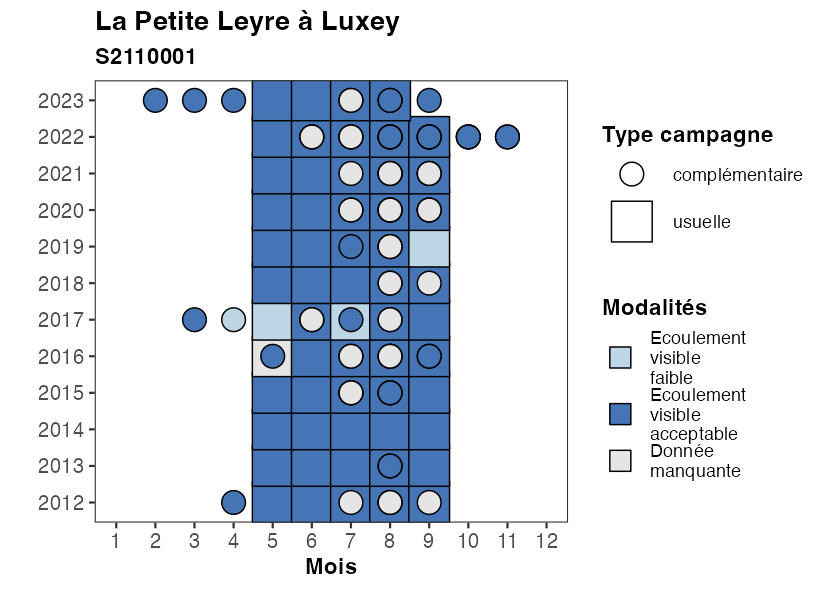 La Petite Leyre à Luxey
S2110001
2023
2022
2021
2020
2019
2018
2017
2016
2015
2014
2013
2012
1 2 3 4 5 6 7 8 9 10 11 12
Mois
Type campagne
complémentaire
usuelle
Modalités
Ecoulement
visible
faible
Ecoulement
visible
acceptable
Donnée
manquante